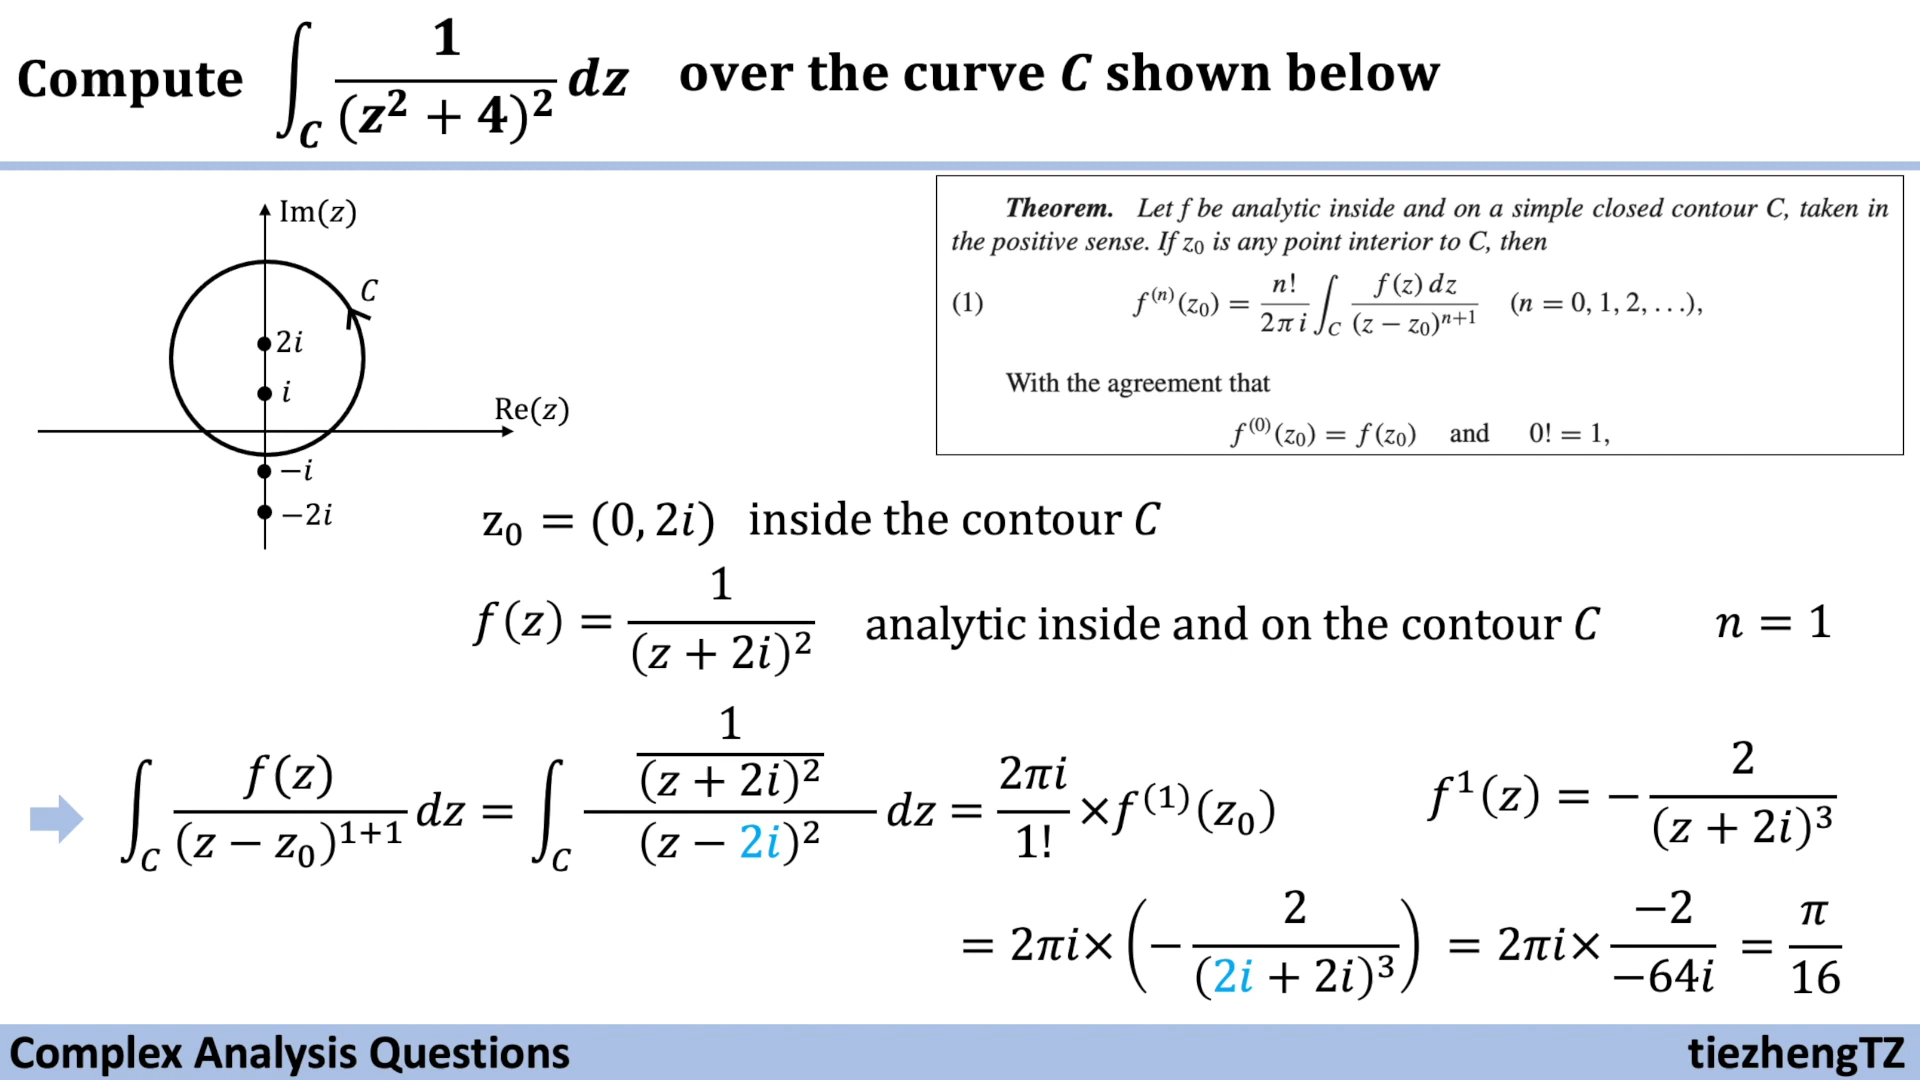 Compute ∫_C 1/(z² + 4)² dz over the curve C shown below
Im(z)
C
2i
i
Re(z)
−i
−2i
Theorem. Let f be analytic inside and on a simple closed contour C, taken in
the positive sense. If z₀ is any point interior to C, then
(1) f⁽ⁿ⁾(z₀) = n!/(2πi) ∫_C f(z) dz/(z − z₀)ⁿ⁺¹ (n = 0, 1, 2, . . .),
With the agreement that
f⁽⁰⁾(z₀) = f(z₀) and 0! = 1,
z₀ = (0, 2i) inside the contour C
f(z) = 1/(z + 2i)² analytic inside and on the contour C n = 1
∫_C f(z)/(z − z₀)¹⁺¹ dz = ∫_C (1/(z + 2i)²)/(z − 2i)² dz = 2πi/1! × f⁽¹⁾(z₀) f¹(z) = − 2/(z + 2i)³
= 2πi × (− 2/(2i + 2i)³) = 2πi × −2/−64i = π/16
Complex Analysis Questions
tiezhengTZ